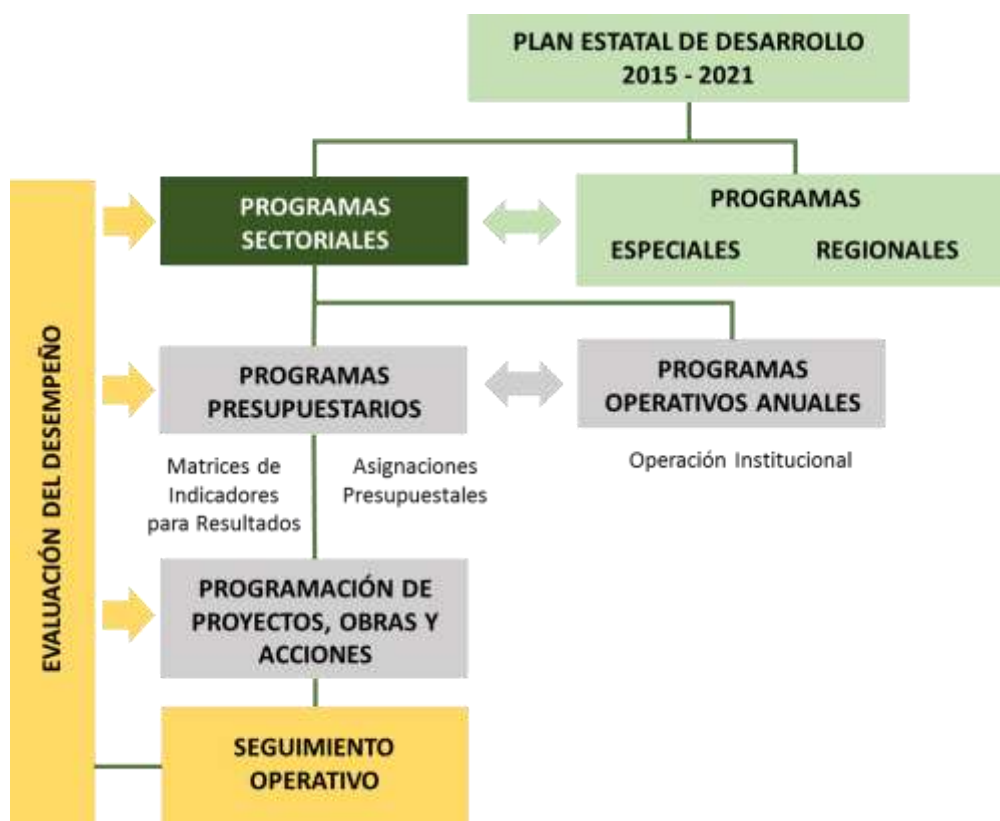 PLAN ESTATAL DE DESARROLLO
2015 - 2021
PROGRAMAS
SECTORIALES
PROGRAMAS
ESPECIALES REGIONALES
EVALUACIÓN DEL DESEMPEÑO
PROGRAMAS
PRESUPUESTARIOS
PROGRAMAS
OPERATIVOS ANUALES
Matrices de
Indicadores
para Resultados
Asignaciones
Presupuestales
Operación Institucional
PROGRAMACIÓN DE
PROYECTOS, OBRAS Y
ACCIONES
SEGUIMIENTO
OPERATIVO